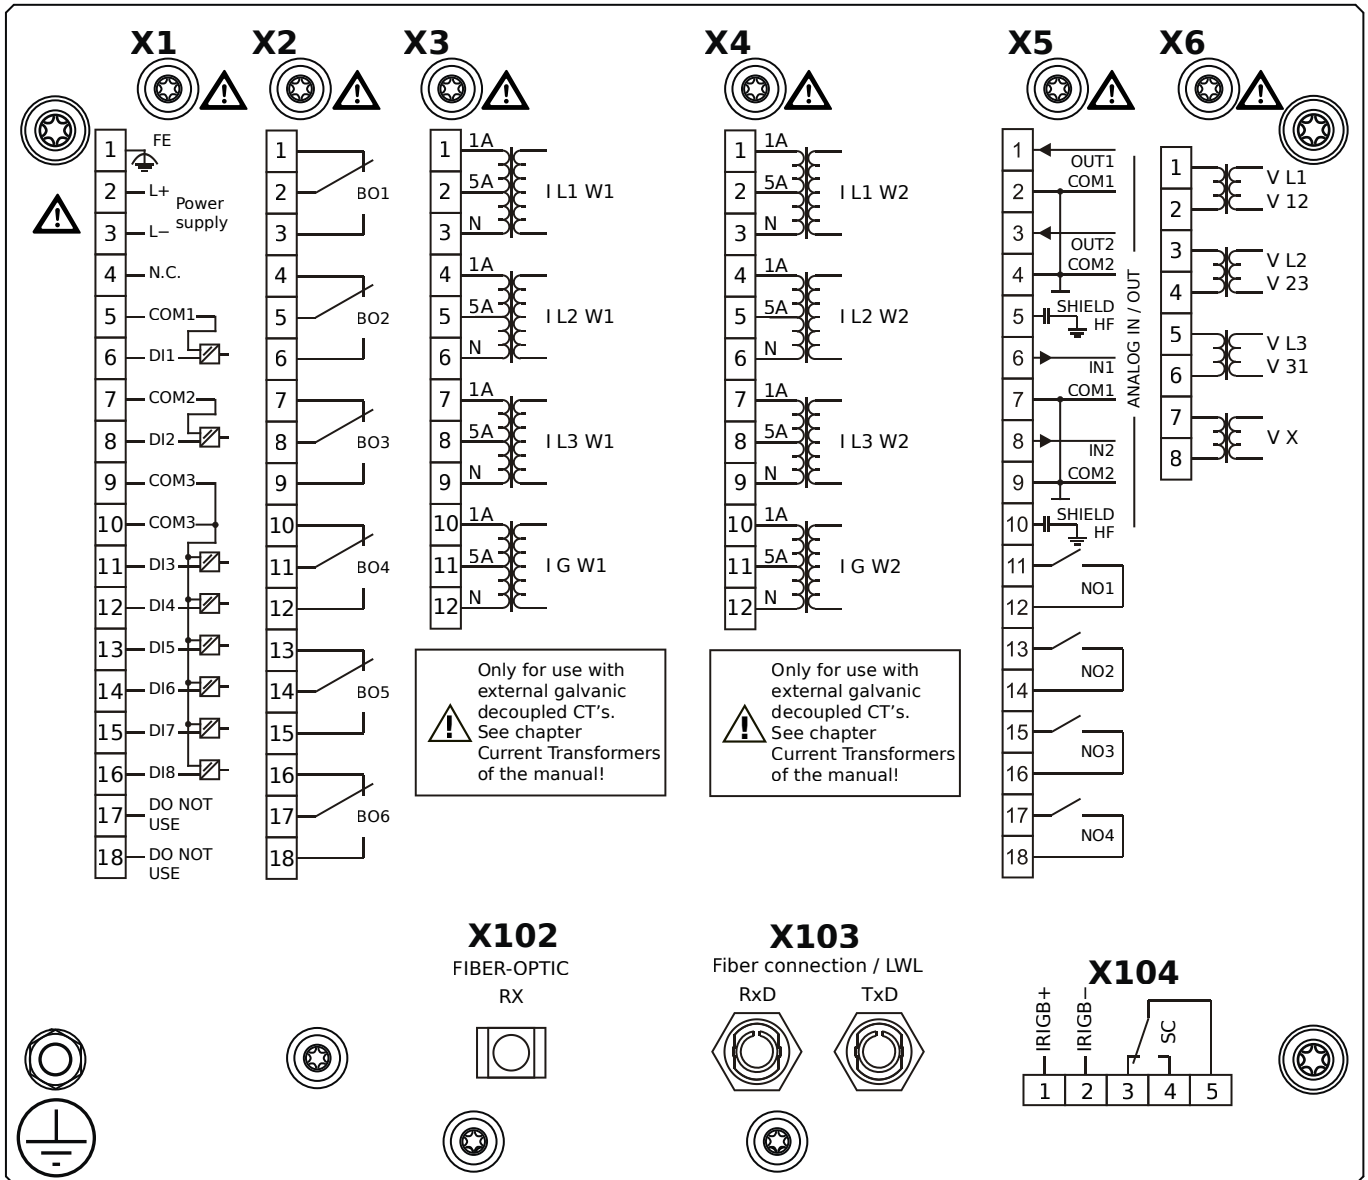 X1 X2 X3 X4 X5 X6
1 FE
2 L+
Power
supply
3 L−
4 N.C.
5 COM1
6 DI1
7 COM2
8 DI2
9 COM3
10 COM3
11 DI3
12 DI4
13 DI5
14 DI6
15 DI7
16 DI8
17 DO NOT
USE
18 DO NOT
USE
1
2 BO1
3
4
5 BO2
6
7
8 BO3
9
10
11 BO4
12
13
14 BO5
15
16
17 BO6
18
1 1A
2 5A I L1 W1
3 N
4 1A
5 5A I L2 W1
6 N
7 1A
8 5A I L3 W1
9 N
10 1A
11 5A I G W1
12 N
Only for use with
external galvanic
decoupled CT's.
See chapter
Current Transformers
of the manual!
1 1A
2 5A I L1 W2
3 N
4 1A
5 5A I L2 W2
6 N
7 1A
8 5A I L3 W2
9 N
10 1A
11 5A I G W2
12 N
Only for use with
external galvanic
decoupled CT's.
See chapter
Current Transformers
of the manual!
1 OUT1
2 COM1
3 OUT2
4 COM2
5 SHIELD
HF
6 IN1
7 COM1
8 IN2
9 COM2
10 SHIELD
HF
ANALOG IN / OUT
11
NO1
12
13
NO2
14
15
NO3
16
17
NO4
18
1 V L1
2 V 12
3 V L2
4 V 23
5 V L3
6 V 31
7
V X
8
X102
FIBER-OPTIC
RX
X103
Fiber connection / LWL
RxD TxD
X104
IRIGB+
IRIGB−
SC
1 2 3 4 5